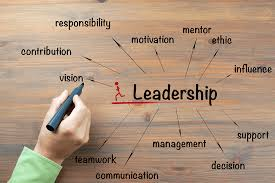 responsibility
mentor
motivation
ethic
contribution
influence
vision
Leadership
support
management
teamwork
decision
communication